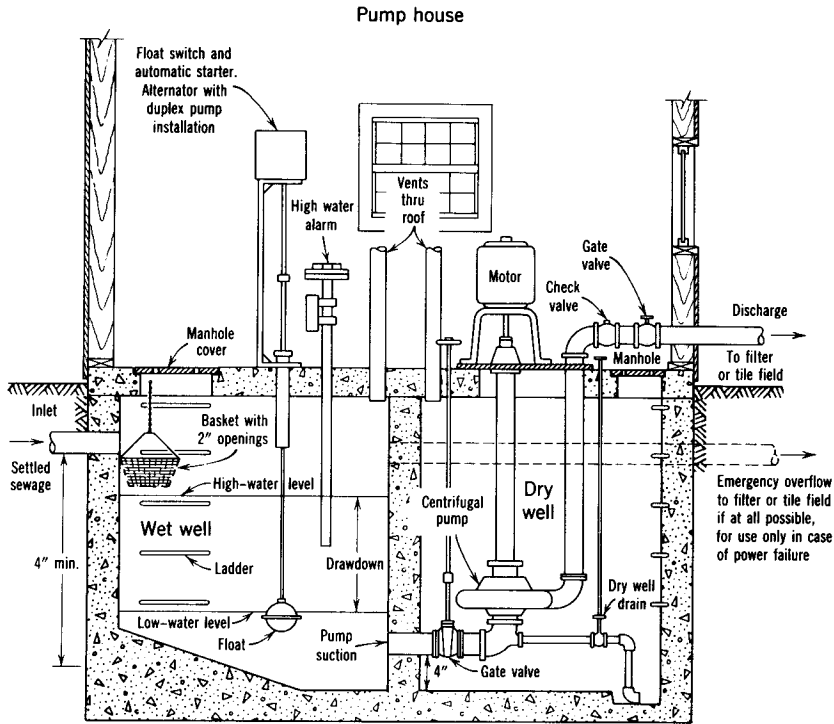 Pump house
Float switch and
automatic starter.
Alternator with
duplex pump
installation
High water
alarm
Vents
thru
roof
Motor
Gate
valve
Check
valve
Discharge
To filter
or tile field
Manhole
cover
Manhole
Inlet
Settled
sewage
Basket with
2" openings
High-water level
Wet well
Ladder
Drawdown
4" min.
Low-water level
Float
Pump
suction
Centrifugal
pump
Dry
well
Emergency overflow
to filter or tile field
if at all possible,
for use only in case
of power failure
Dry well
drain
4"
Gate valve